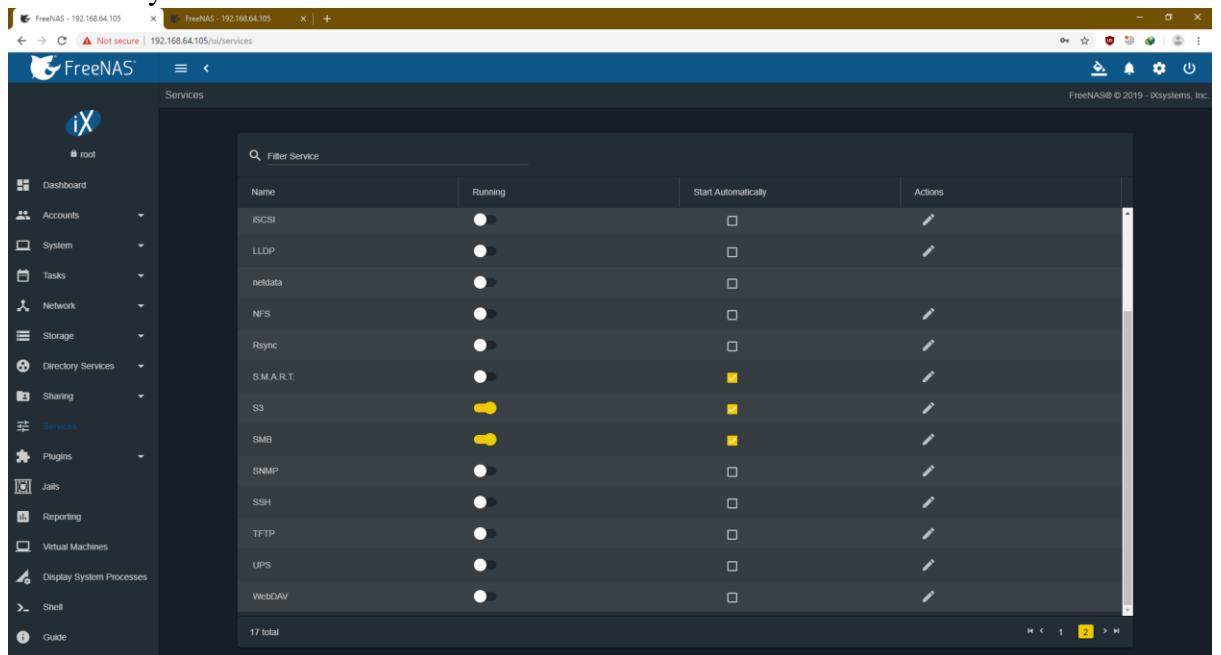 FreeNAS - 192.168.64.105 × FreeNAS - 192.168.64.105 × +
Not secure | 192.168.64.105/ui/services
FreeNAS
Services FreeNAS® © 2019 - iXsystems, Inc.
iX
root
Dashboard
Accounts
System
Tasks
Network
Storage
Directory Services
Sharing
Services
Plugins
Jails
Reporting
Virtual Machines
Display System Processes
Shell
Guide
Filter Service
Name Running Start Automatically Actions
iSCSI
LLDP
netdata
NFS
Rsync
S.M.A.R.T.
S3
SMB
SNMP
SSH
TFTP
UPS
WebDAV
17 total 1 2